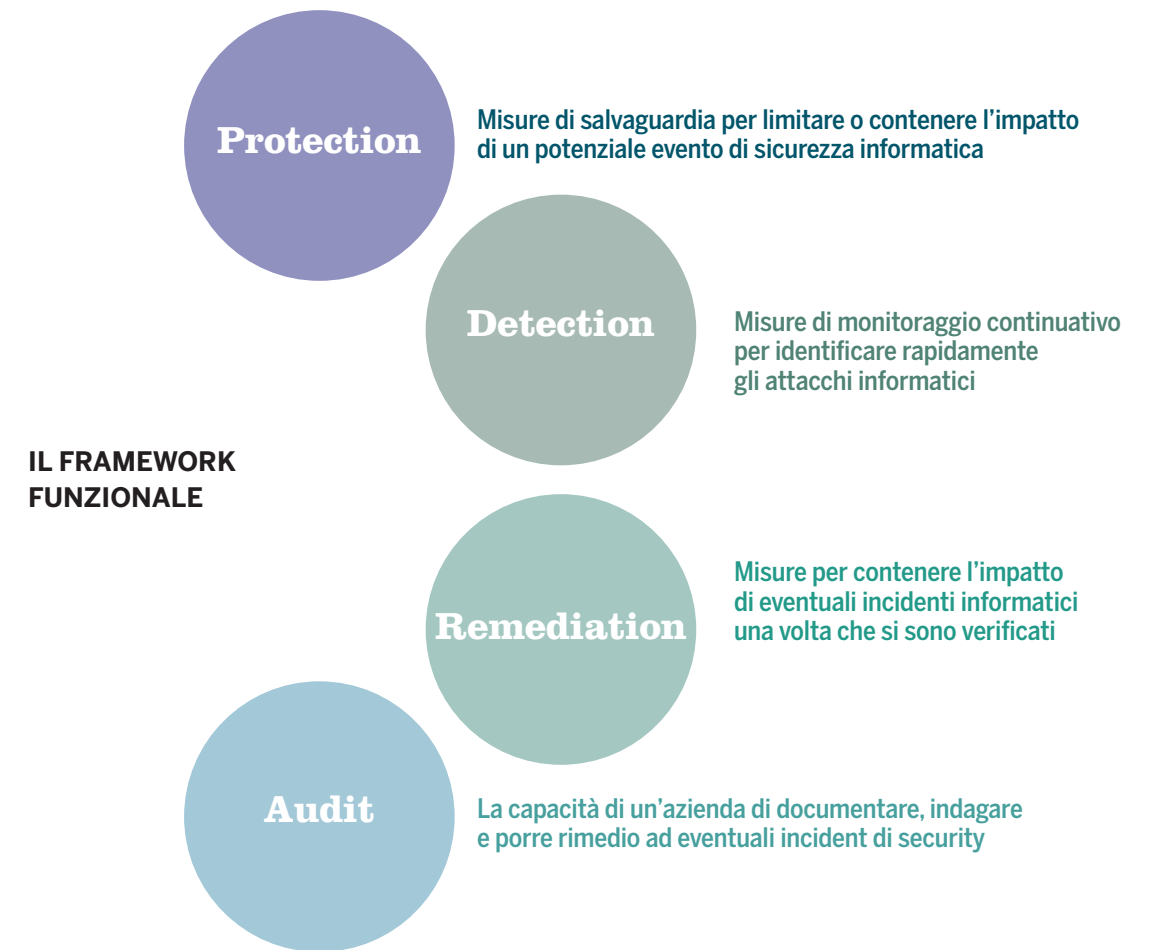 Protection
Misure di salvaguardia per limitare o contenere l’impatto
di un potenziale evento di sicurezza informatica
Detection
Misure di monitoraggio continuativo
per identificare rapidamente
gli attacchi informatici
IL FRAMEWORK
FUNZIONALE
Remediation
Misure per contenere l’impatto
di eventuali incidenti informatici
una volta che si sono verificati
Audit
La capacità di un’azienda di documentare, indagare
e porre rimedio ad eventuali incident di security